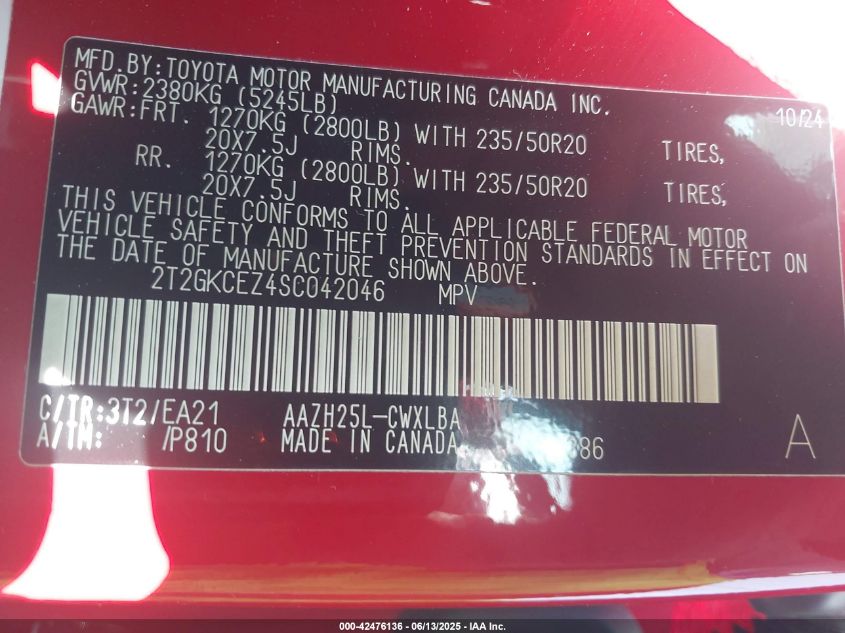 MFD.BY:TOYOTA MOTOR MANUFACTURING CANADA INC. 10/24
GVWR:2380KG (5245LB)
GAWR:FRT. 1270KG (2800LB) WITH 235/50R20 TIRES,
20X7.5J RIMS.
RR. 1270KG (2800LB) WITH 235/50R20 TIRES,
20X7.5J RIMS.
THIS VEHICLE CONFORMS TO ALL APPLICABLE FEDERAL MOTOR
VEHICLE SAFETY AND THEFT PREVENTION STANDARDS IN EFFECT ON
THE DATE OF MANUFACTURE SHOWN ABOVE.
2T2GKCEZ4SC042046 MPV
C/TR:3T2/EA21 AAZH25L-CWXLBA
A/TM: /P810 MADE IN CANADA 386 A
000-42476136 - 06/13/2025 - IAA Inc.